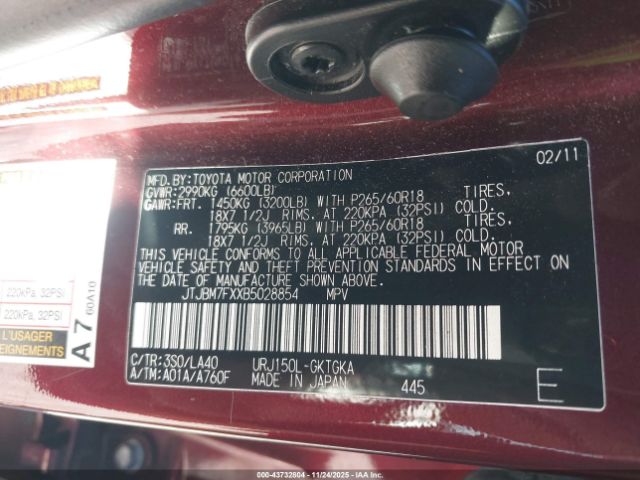 02/11
MFD.BY:TOYOTA MOTOR CORPORATION
GVWR:2990KG (6600LB)
GAWR:FRT. 1450KG (3200LB) WITH P265/60R18 TIRES,
18X7 1/2J RIMS, AT 220KPA (32PSI) COLD.
RR. 1795KG (3965LB) WITH P265/60R18 TIRES,
18X7 1/2J RIMS, AT 220KPA (32PSI) COLD.
THIS VEHICLE CONFORMS TO ALL APPLICABLE FEDERAL MOTOR
VEHICLE SAFETY AND THEFT PREVENTION STANDARDS IN EFFECT ON
THE DATE OF MANUFACTURE SHOWN ABOVE.
JTJBM7FXXB5028854 MPV
C/TR:3S0/LA40 URJ150L-GKTGKA
A/TM:A01A/A760F MADE IN JAPAN 445 E
220kPa, 32PSI
220kPa, 32PSI
L'USAGER
A7 60A10
000-43732604 - 11/24/2025 - IAAI.COM